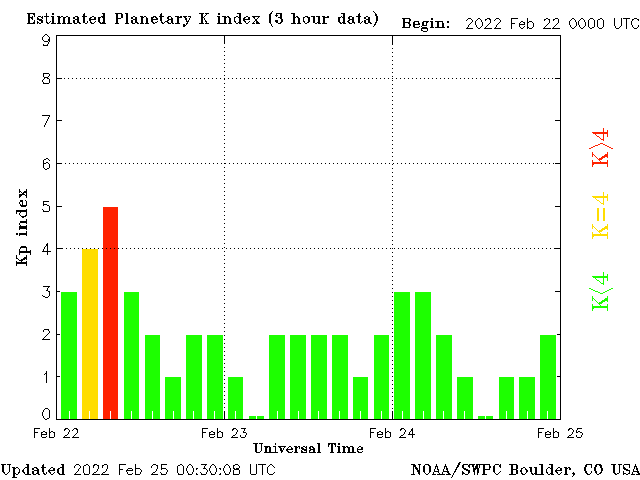 Estimated Planetary K index (3 hour data) Begin: 2022 Feb 22 0000 UTC
9
8
7
6
5
4
3
2
1
0
Kp index
K>4
K=4
K<4
Feb 22 Feb 23 Feb 24 Feb 25
Universal Time
Updated 2022 Feb 25 00:30:08 UTC NOAA/SWPC Boulder, CO USA